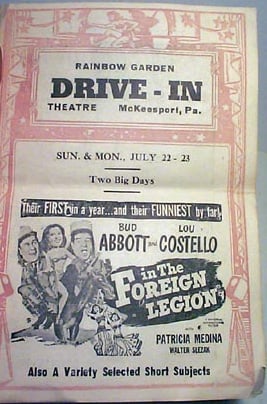 RAINBOW GARDEN
DRIVE - IN
THEATRE McKeesport, Pa.
SUN. & MON., JULY 22 - 23
Two Big Days
Their FIRST in a year...and their FUNNIEST by far!
BUD LOU
ABBOTT and COSTELLO
in The
FOREIGN
LEGION
with
PATRICIA MEDINA
WALTER SLEZAK
Also A Variety Selected Short Subjects